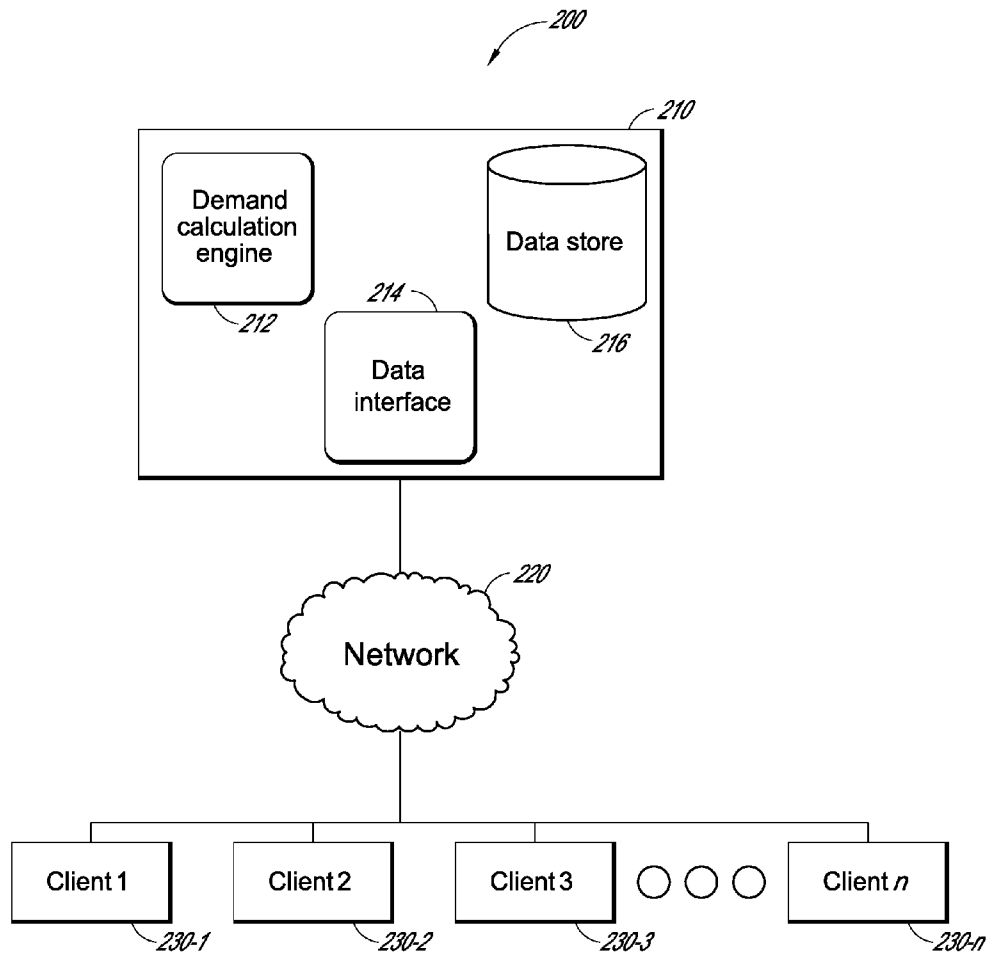 200
210
Demand
calculation
engine
212
214
Data
interface
Data store
216
220
Network
Client 1
230-1
Client 2
230-2
Client 3
230-3
Client n
230-n